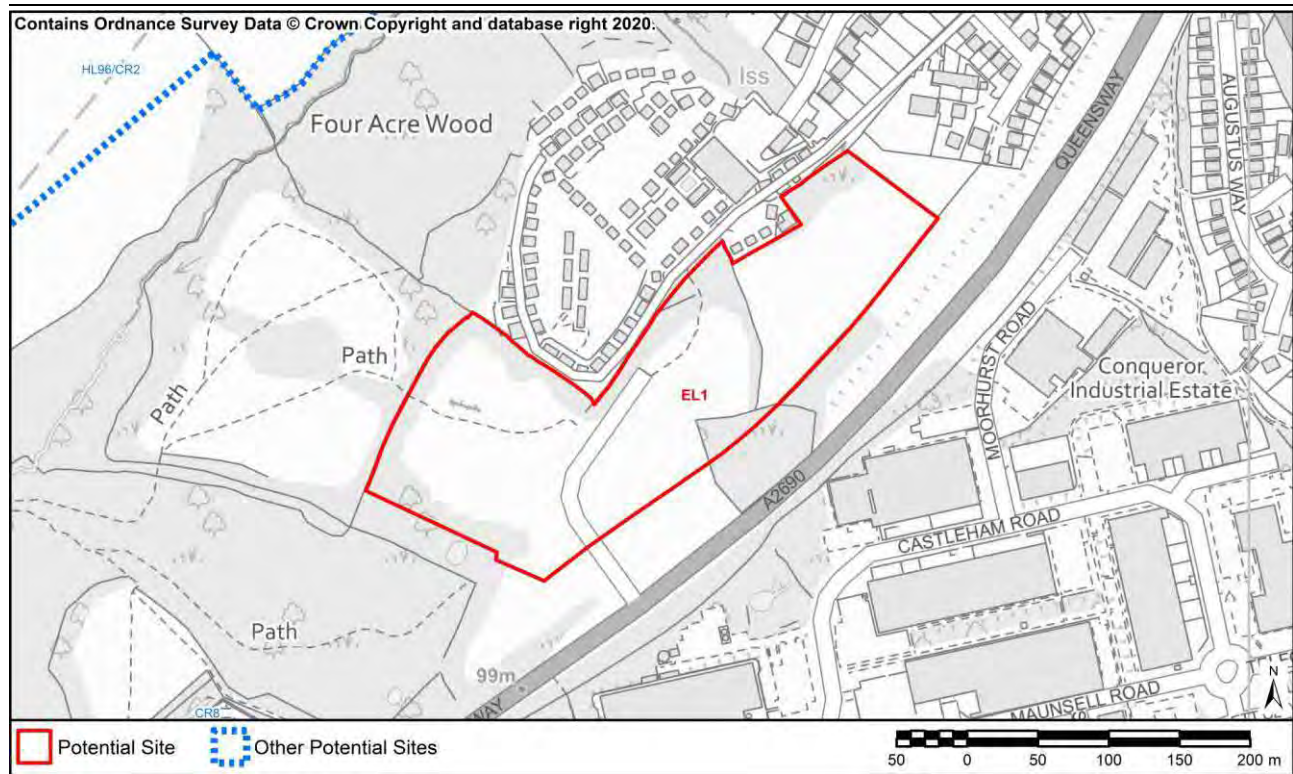 Contains Ordnance Survey Data © Crown Copyright and database right 2020.
HL96/CR2
Iss
Four Acre Wood
QUEENSWAY
AUGUSTUS WAY
Path
Path
EL1
MOORHURST ROAD
Conqueror
Industrial Estate
A2690
CASTLEHAM ROAD
Path
99m
CR8
WAY
MAUNSELL ROAD
N
Potential Site
Other Potential Sites
50 0 50 100 150 200 m